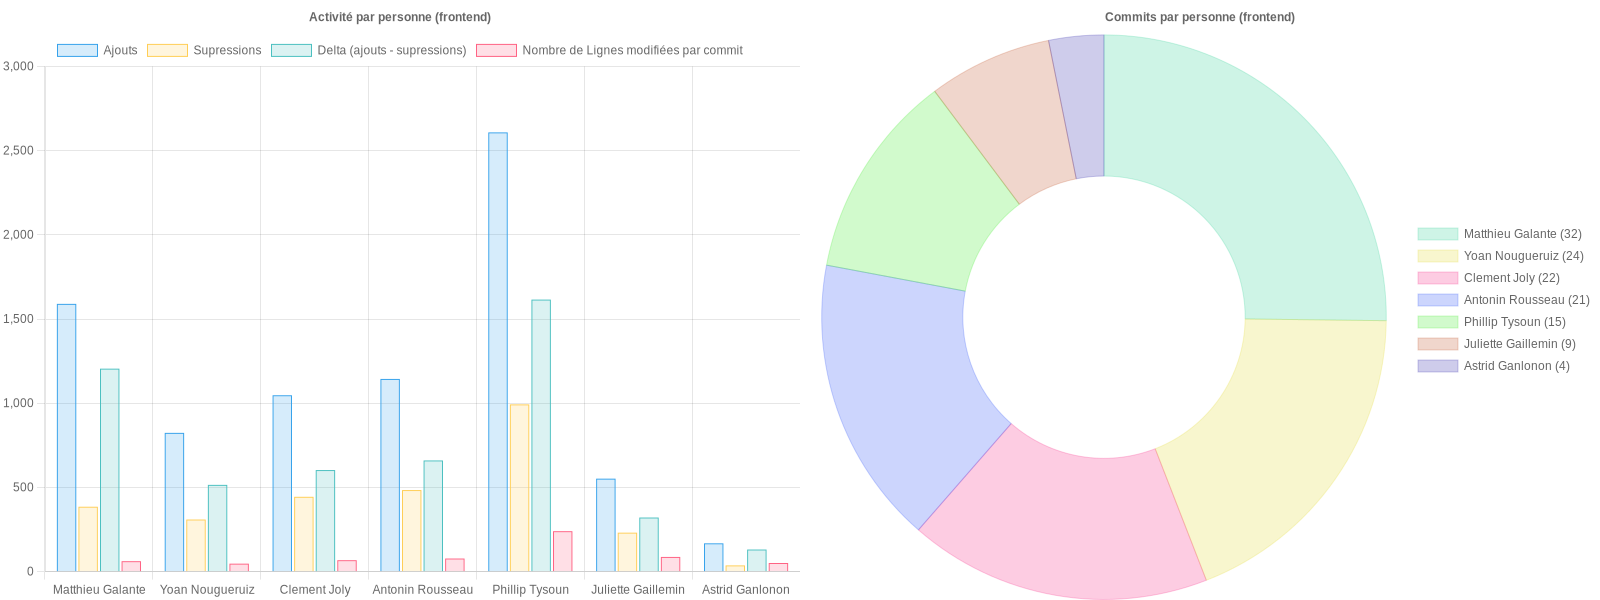 Activité par personne (frontend)
Ajouts
Supressions
Delta (ajouts - supressions)
Nombre de Lignes modifiées par commit
3,000
2,500
2,000
1,500
1,000
500
0
Matthieu Galante
Yoan Nougueruiz
Clement Joly
Antonin Rousseau
Phillip Tysoun
Juliette Gaillemin
Astrid Ganlonon
Commits par personne (frontend)
Matthieu Galante (32)
Yoan Nougueruiz (24)
Clement Joly (22)
Antonin Rousseau (21)
Phillip Tysoun (15)
Juliette Gaillemin (9)
Astrid Ganlonon (4)